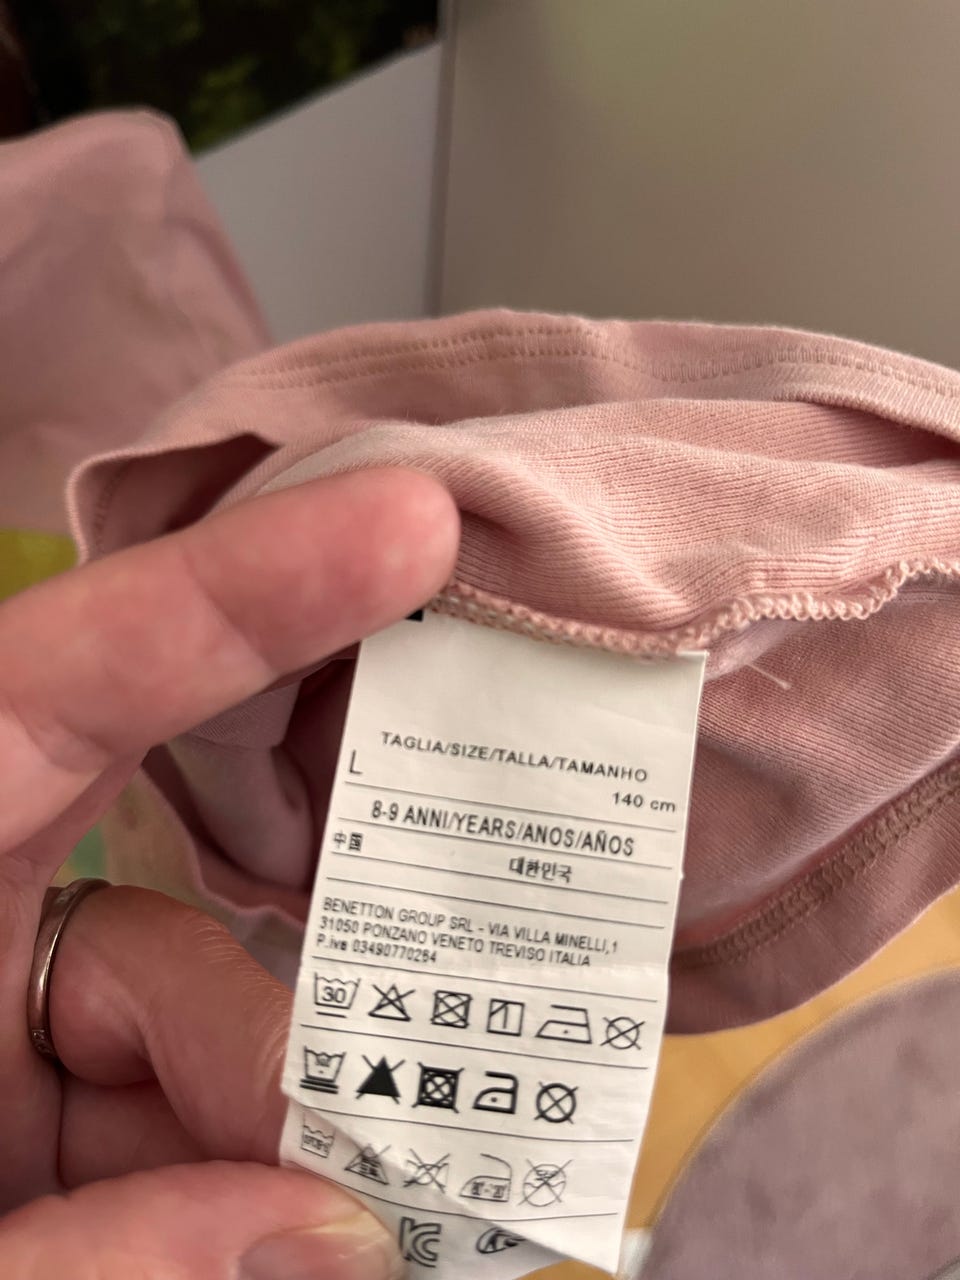 TAGLIA/SIZE/TALLA/TAMANHO
L
140 cm
8-9 ANNI/YEARS/ANOS/AÑOS
中国
대한민국
BENETTON GROUP SRL - VIA VILLA MINELLI,1
31050 PONZANO VENETO TREVISO ITALIA
P.iva 03490770264
30